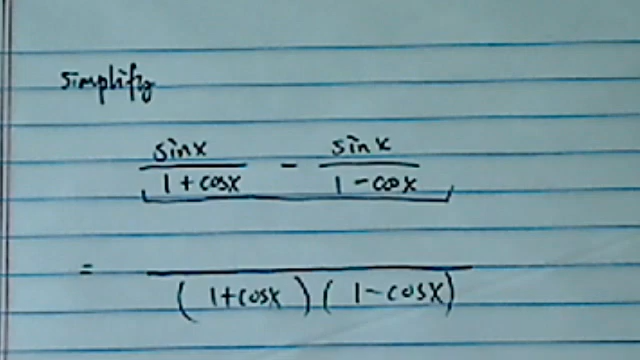 Simplify
sinx/(1+cosx) - sinx/(1-cosx)
= /((1+cosx)(1-cosx))